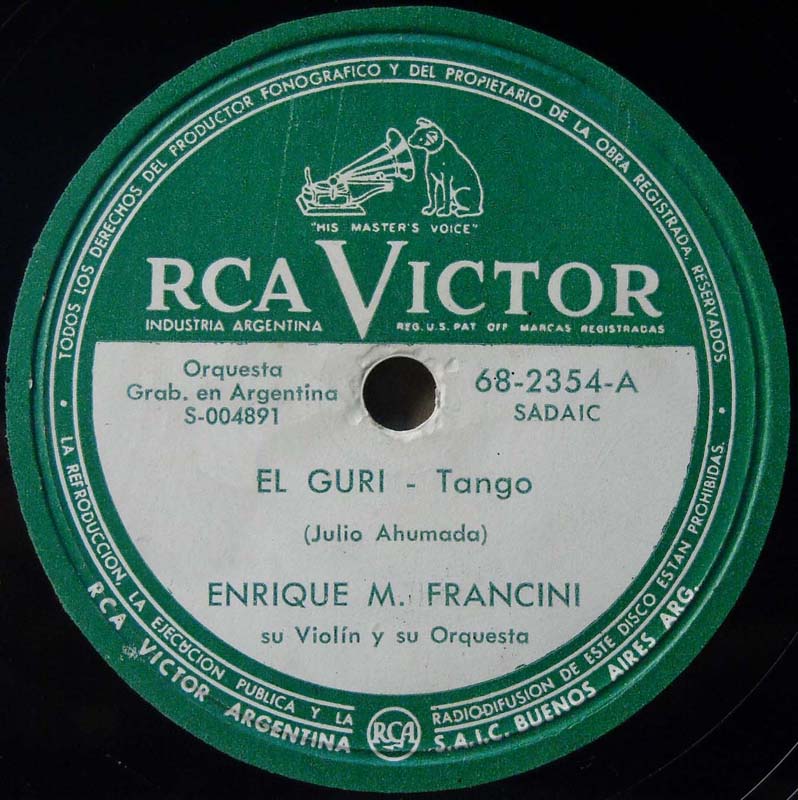 TODOS LOS DERECHOS DEL PRODUCTOR FONOGRAFICO Y DEL PROPIETARIO DE LA OBRA REGISTRADA, RESERVADOS
"HIS MASTER'S VOICE"
RCA VICTOR
INDUSTRIA ARGENTINA
REG. U.S. PAT OFF MARCAS REGISTRADAS
Orquesta
Grab. en Argentina
S-004891
68-2354-A
SADAIC
EL GURI - Tango
(Julio Ahumada)
ENRIQUE M. FRANCINI
su Violín y su Orquesta
• LA REPRODUCCION, LA EJECUCION PUBLICA Y LA RADIODIFUSION DE ESTE DISCO ESTAN PROHIBIDAS. •
RCA VICTOR ARGENTINA S.A.I.C. BUENOS AIRES ARG.
RCA